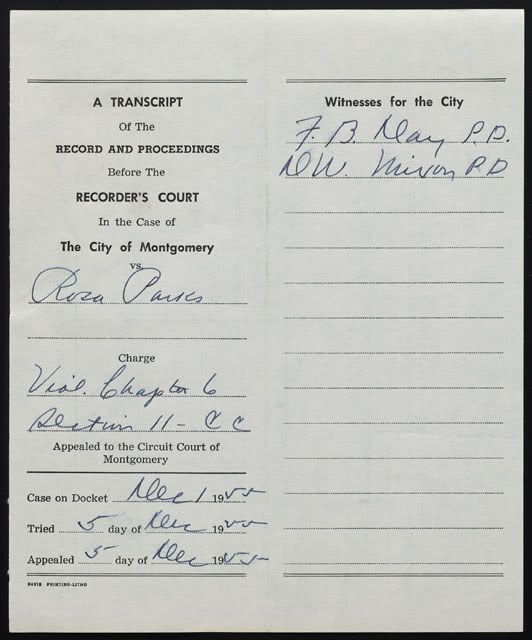 A TRANSCRIPT
Of The
RECORD AND PROCEEDINGS
Before The
RECORDER'S COURT
In the Case of
The City of Montgomery
vs.
Rosa Parks
Charge
Viol. Chapter 6
Section 11 - C C
Appealed to the Circuit Court of
Montgomery
Case on Docket Dec 1 1955
Tried 5 day of Dec 1955
Appealed 5 day of Dec 1955
DAVIS PRINTING-LITHO
Witnesses for the City
F. B. Day P.D.
D.W. Mixon P.D